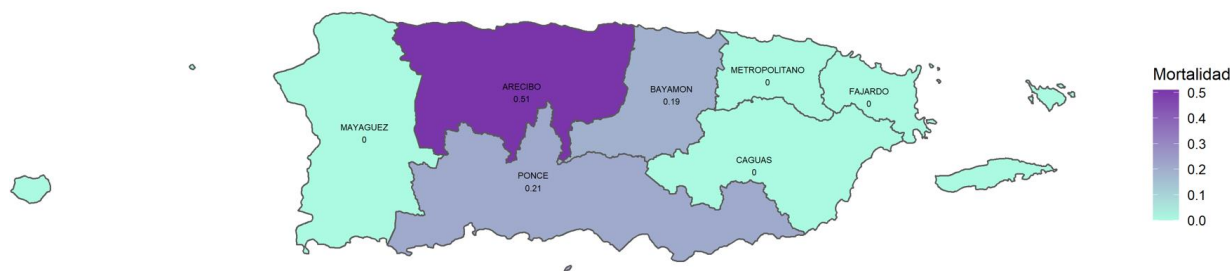 METROPOLITANO
0
Mortalidad
ARECIBO
0.51
BAYAMON
0.19
FAJARDO
0
0.5
0.4
0.3
0.2
0.1
0.0
MAYAGUEZ
0
CAGUAS
0
PONCE
0.21